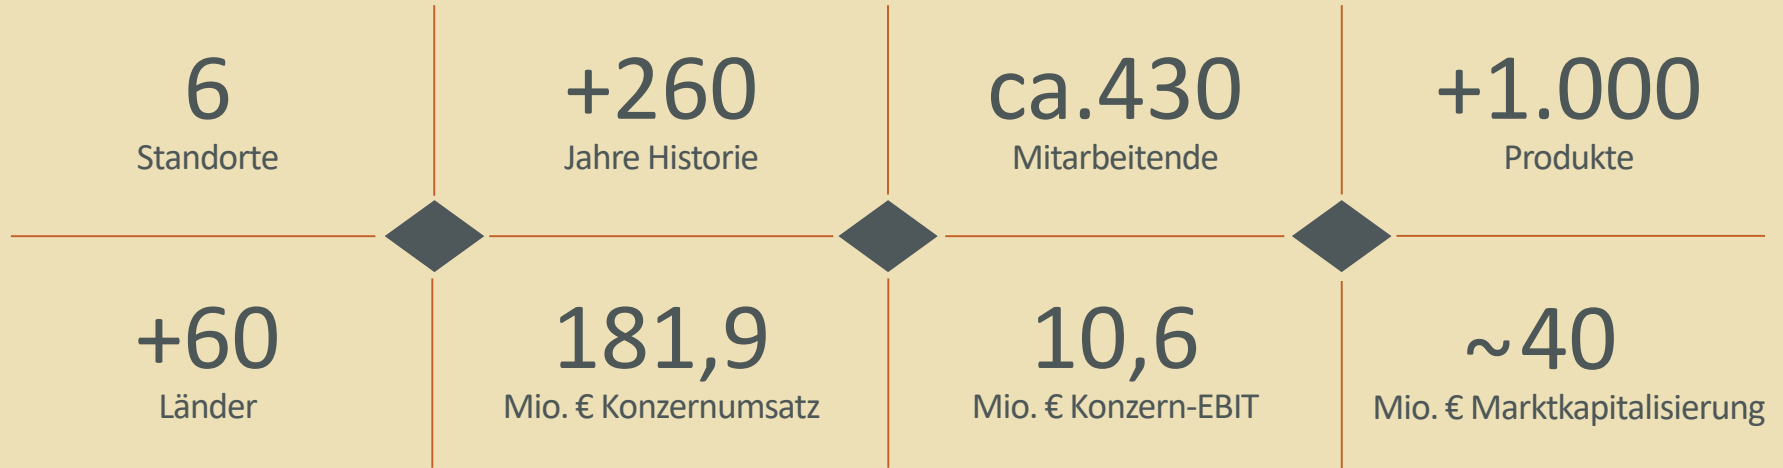 6
Standorte
+260
Jahre Historie
ca.430
Mitarbeitende
+1.000
Produkte
+60
Länder
181,9
Mio. € Konzernumsatz
10,6
Mio. € Konzern-EBIT
~40
Mio. € Marktkapitalisierung